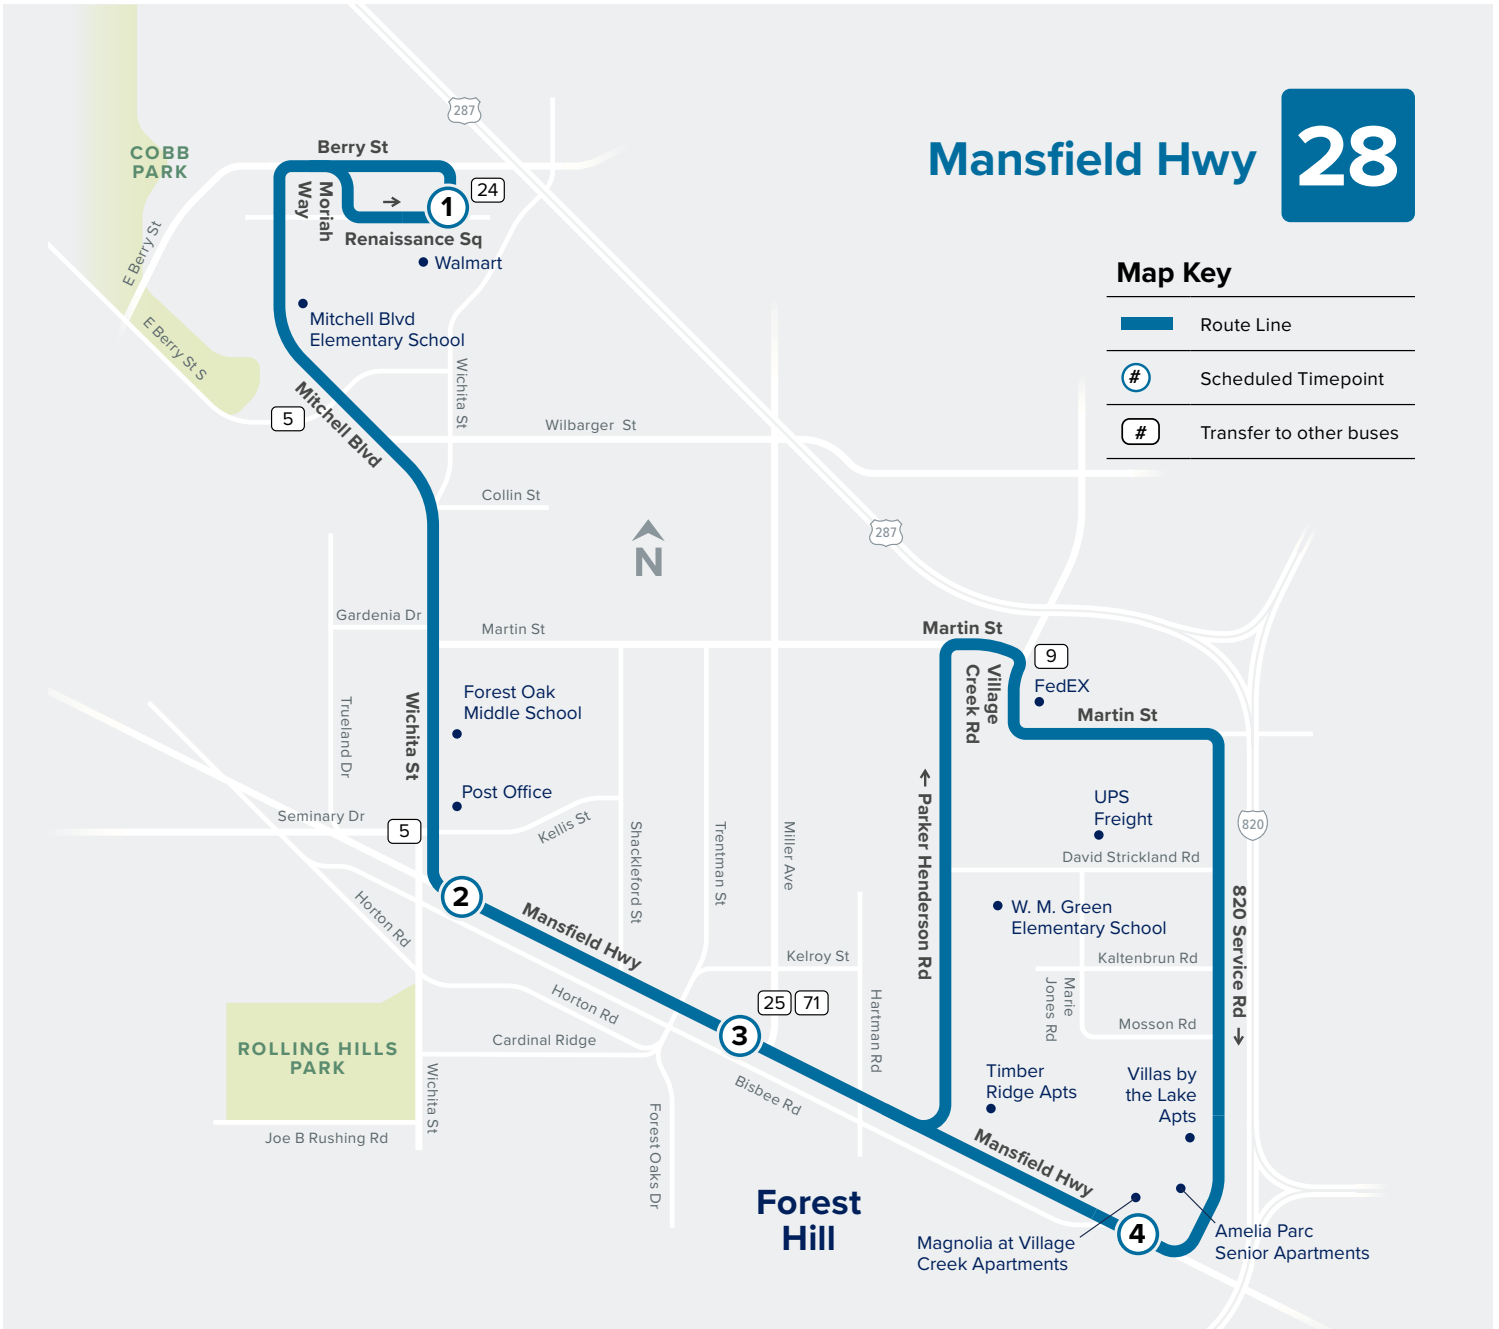 Mansfield Hwy
28
Map Key
Route Line
#
Scheduled Timepoint
#
Transfer to other buses
287
COBB
PARK
Berry St
24
1
Moriah
Way
Renaissance Sq
Walmart
E Berry St
Mitchell Blvd
Elementary School
E Berry St S
Wichita St
5
Mitchell Blvd
Wilbarger St
Collin St
N
287
Gardenia Dr
Martin St
Martin St
9
Village
Creek Rd
FedEX
Martin St
Forest Oak
Middle School
Trueland Dr
Wichita St
Post Office
Seminary Dr
5
Kellis St
Shackleford St
Trentman St
Miller Ave
← Parker Henderson Rd
UPS
Freight
820
David Strickland Rd
2
Horton Rd
Mansfield Hwy
W. M. Green
Elementary School
820 Service Rd →
Kelroy St
Kaltenbrun Rd
Marie
Jones Rd
Horton Rd
25
71
3
Hartman Rd
Mosson Rd
Cardinal Ridge
ROLLING HILLS
PARK
Wichita St
Bisbee Rd
Timber
Ridge Apts
Villas by
the Lake
Apts
Joe B Rushing Rd
Forest Oaks Dr
Mansfield Hwy
Forest
Hill
4
Magnolia at Village
Creek Apartments
Amelia Parc
Senior Apartments